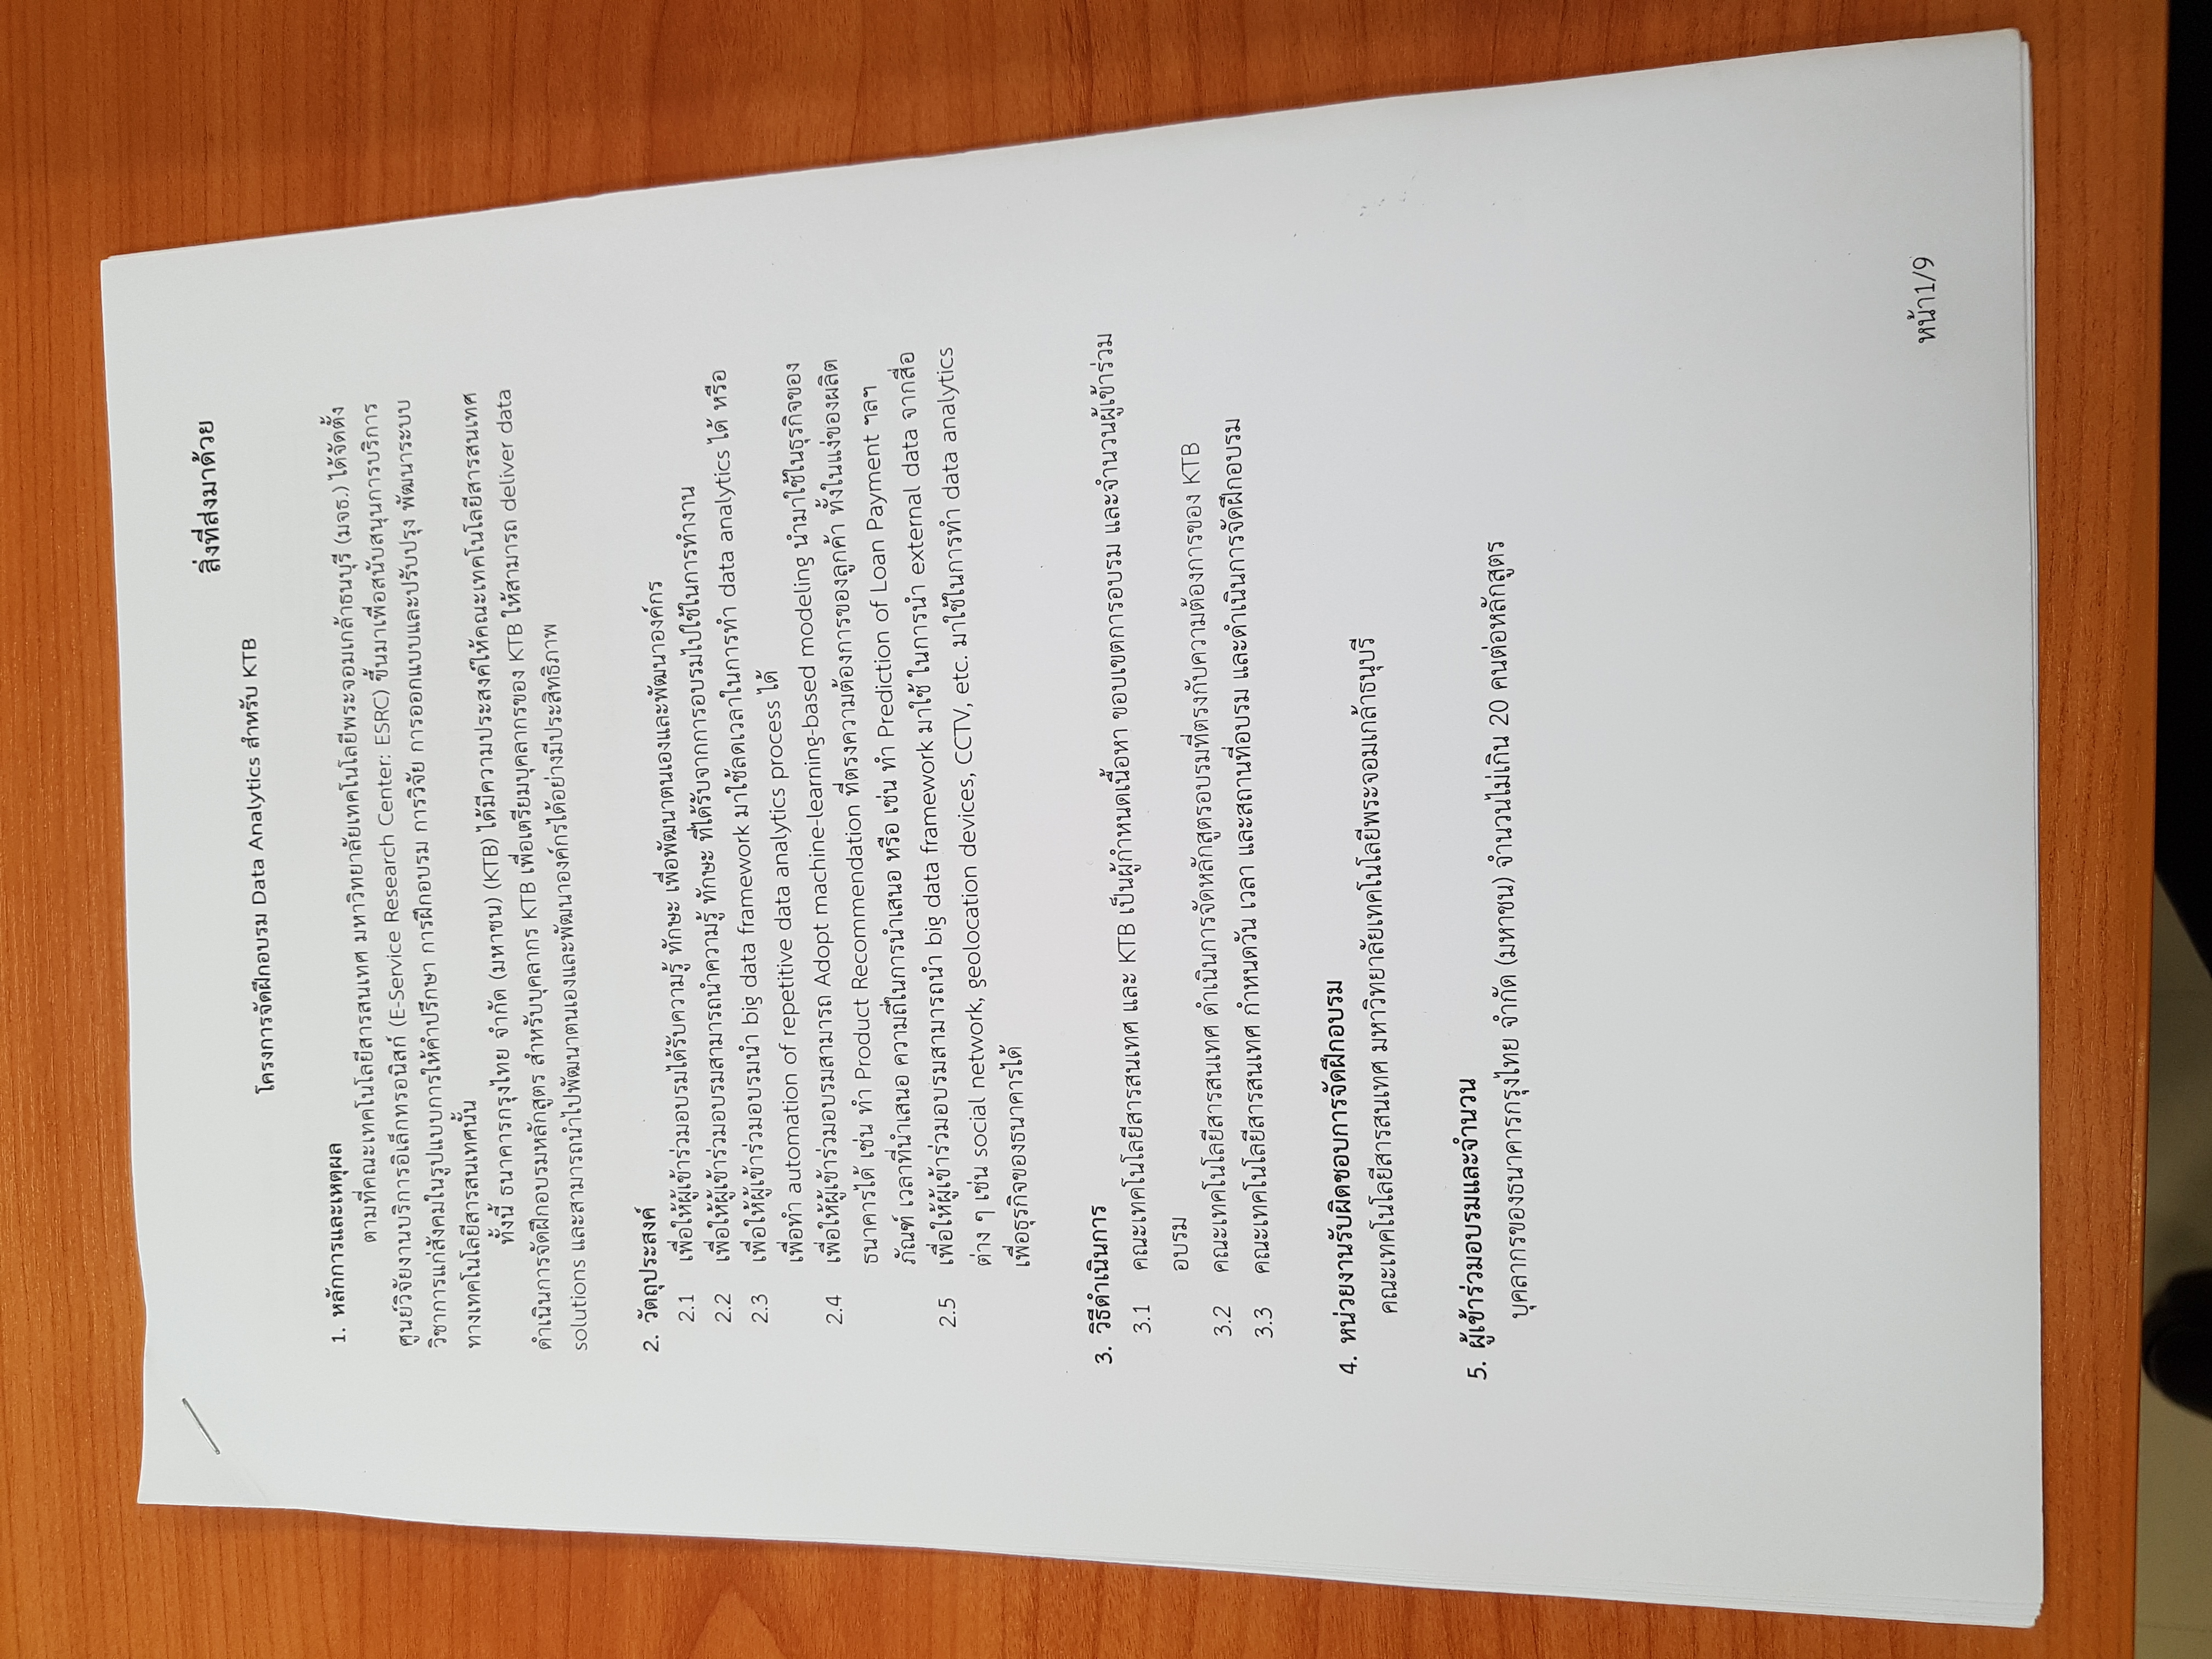 สิ่งที่ส่งมาด้วย
โครงการจัดฝึกอบรม Data Analytics สำหรับ KTB
1. หลักการและเหตุผล
ตามที่คณะเทคโนโลยีสารสนเทศ มหาวิทยาลัยเทคโนโลยีพระจอมเกล้าธนบุรี (มจธ.) ได้จัดตั้ง
ศูนย์วิจัยงานบริการอิเล็กทรอนิสก์ (E-Service Research Center: ESRC) ขึ้นมาเพื่อสนับสนุนการบริการ
วิชาการแก่สังคมในรูปแบบการให้คำปรึกษา การฝึกอบรม การวิจัย การออกแบบและปรับปรุง พัฒนาระบบ
ทางเทคโนโลยีสารสนเทศนั้น
ทั้งนี้ ธนาคารกรุงไทย จำกัด (มหาชน) (KTB) ได้มีความประสงค์ให้คณะเทคโนโลยีสารสนเทศ
ดำเนินการจัดฝึกอบรมหลักสูตร สำหรับบุคลากร KTB เพื่อเตรียมบุคลากรของ KTB ให้สามารถ deliver data
solutions และสามารถนำไปพัฒนาตนเองและพัฒนาองค์กรได้อย่างมีประสิทธิภาพ
2. วัตถุประสงค์
2.1 เพื่อให้ผู้เข้าร่วมอบรมได้รับความรู้ ทักษะ เพื่อพัฒนาตนเองและพัฒนาองค์กร
2.2 เพื่อให้ผู้เข้าร่วมอบรมสามารถนำความรู้ ทักษะ ที่ได้รับจากการอบรมไปใช้ในการทำงาน
2.3 เพื่อให้ผู้เข้าร่วมอบรมนำ big data framework มาใช้ลดเวลาในการทำ data analytics ได้ หรือ
เพื่อทำ automation of repetitive data analytics process ได้
2.4 เพื่อให้ผู้เข้าร่วมอบรมสามารถ Adopt machine-learning-based modeling นำมาใช้ในธุรกิจของ
ธนาคารได้ เช่น ทำ Product Recommendation ที่ตรงความต้องการของลูกค้า ทั้งในแง่ของผลิต
ภัณฑ์ เวลาที่นำเสนอ ความถี่ในการนำเสนอ หรือ เช่น ทำ Prediction of Loan Payment ฯลฯ
2.5 เพื่อให้ผู้เข้าร่วมอบรมสามารถนำ big data framework มาใช้ ในการนำ external data จากสื่อ
ต่าง ๆ เช่น social network, geolocation devices, CCTV, etc. มาใช้ในการทำ data analytics
เพื่อธุรกิจของธนาคารได้
3. วิธีดำเนินการ
3.1 คณะเทคโนโลยีสารสนเทศ และ KTB เป็นผู้กำหนดเนื้อหา ขอบเขตการอบรม และจำนวนผู้เข้าร่วม
อบรม
3.2 คณะเทคโนโลยีสารสนเทศ ดำเนินการจัดหลักสูตรอบรมที่ตรงกับความต้องการของ KTB
3.3 คณะเทคโนโลยีสารสนเทศ กำหนดวัน เวลา และสถานที่อบรม และดำเนินการจัดฝึกอบรม
4. หน่วยงานรับผิดชอบการจัดฝึกอบรม
คณะเทคโนโลยีสารสนเทศ มหาวิทยาลัยเทคโนโลยีพระจอมเกล้าธนุบรี
5. ผู้เข้าร่วมอบรมและจำนวน
บุคลากรของธนาคารกรุงไทย จำกัด (มหาชน) จำนวนไม่เกิน 20 คนต่อหลักสูตร
หน้า1/9